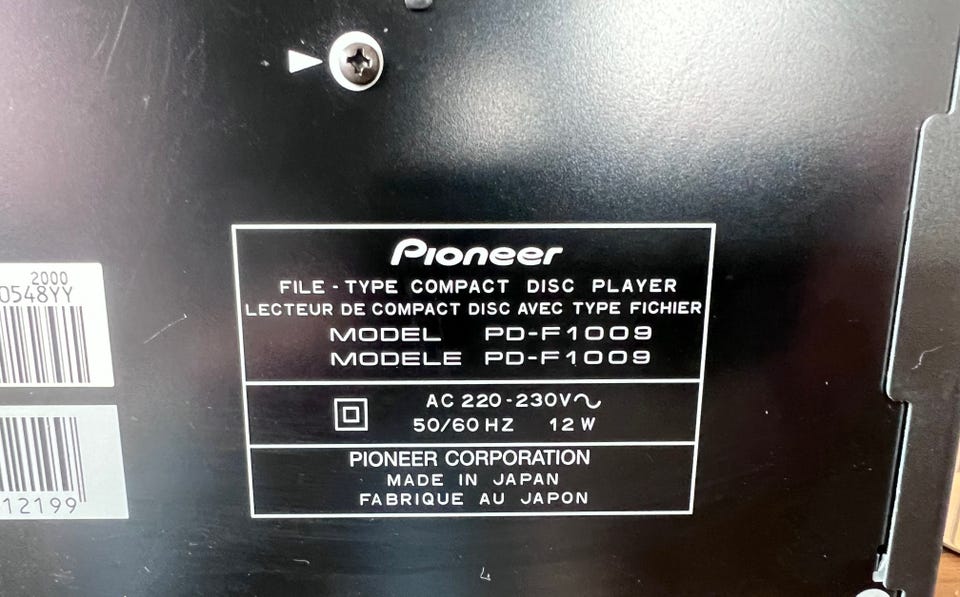 Pioneer
FILE-TYPE COMPACT DISC PLAYER
LECTEUR DE COMPACT DISC AVEC TYPE FICHIER
MODEL PD-F1009
MODELE PD-F1009
AC 220-230V~
50/60 HZ 12 W
PIONEER CORPORATION
MADE IN JAPAN
FABRIQUE AU JAPON
2000
0548YY
12199
4